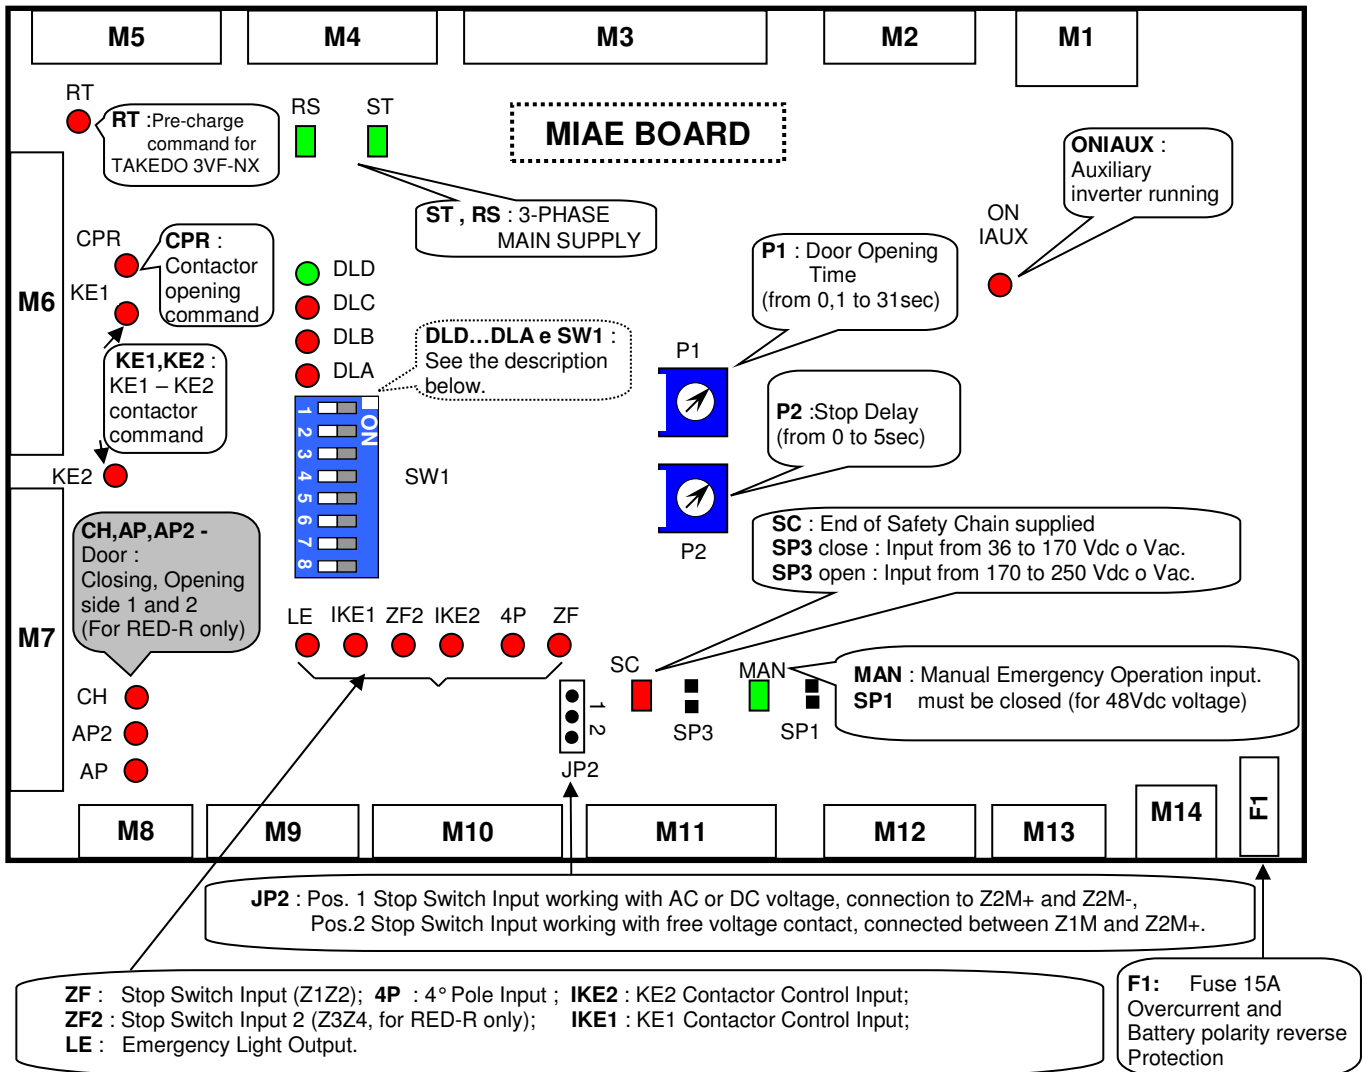 M5
M4
M3
M2
M1
RT
RT :Pre-charge
command for
TAKEDO 3VF-NX
RS
ST
MIAE BOARD
ONIAUX :
Auxiliary
inverter running
ST , RS : 3-PHASE
MAIN SUPPLY
ON
IAUX
CPR
CPR :
Contactor
opening
command
P1 : Door Opening
Time
(from 0,1 to 31sec)
M6
KE1
DLD
DLC
DLB
DLA
DLD...DLA e SW1 :
See the description
below.
P1
KE1,KE2 :
KE1 – KE2
contactor
command
P2 :Stop Delay
(from 0 to 5sec)
ON
1
2
3
4
5
6
7
8
SW1
KE2
P2
CH,AP,AP2 -
Door :
Closing, Opening
side 1 and 2
(For RED-R only)
SC : End of Safety Chain supplied
SP3 close : Input from 36 to 170 Vdc o Vac.
SP3 open : Input from 170 to 250 Vdc o Vac.
M7
LE
IKE1
ZF2
IKE2
4P
ZF
SC
MAN
MAN : Manual Emergency Operation input.
SP1 must be closed (for 48Vdc voltage)
CH
AP2
AP
1
2
JP2
SP3
SP1
M8
M9
M10
M11
M12
M13
M14
F1
JP2 : Pos. 1 Stop Switch Input working with AC or DC voltage, connection to Z2M+ and Z2M-,
Pos.2 Stop Switch Input working with free voltage contact, connected between Z1M and Z2M+.
ZF : Stop Switch Input (Z1Z2); 4P : 4° Pole Input ; IKE2 : KE2 Contactor Control Input;
ZF2 : Stop Switch Input 2 (Z3Z4, for RED-R only); IKE1 : KE1 Contactor Control Input;
LE : Emergency Light Output.
F1: Fuse 15A
Overcurrent and
Battery polarity reverse
Protection